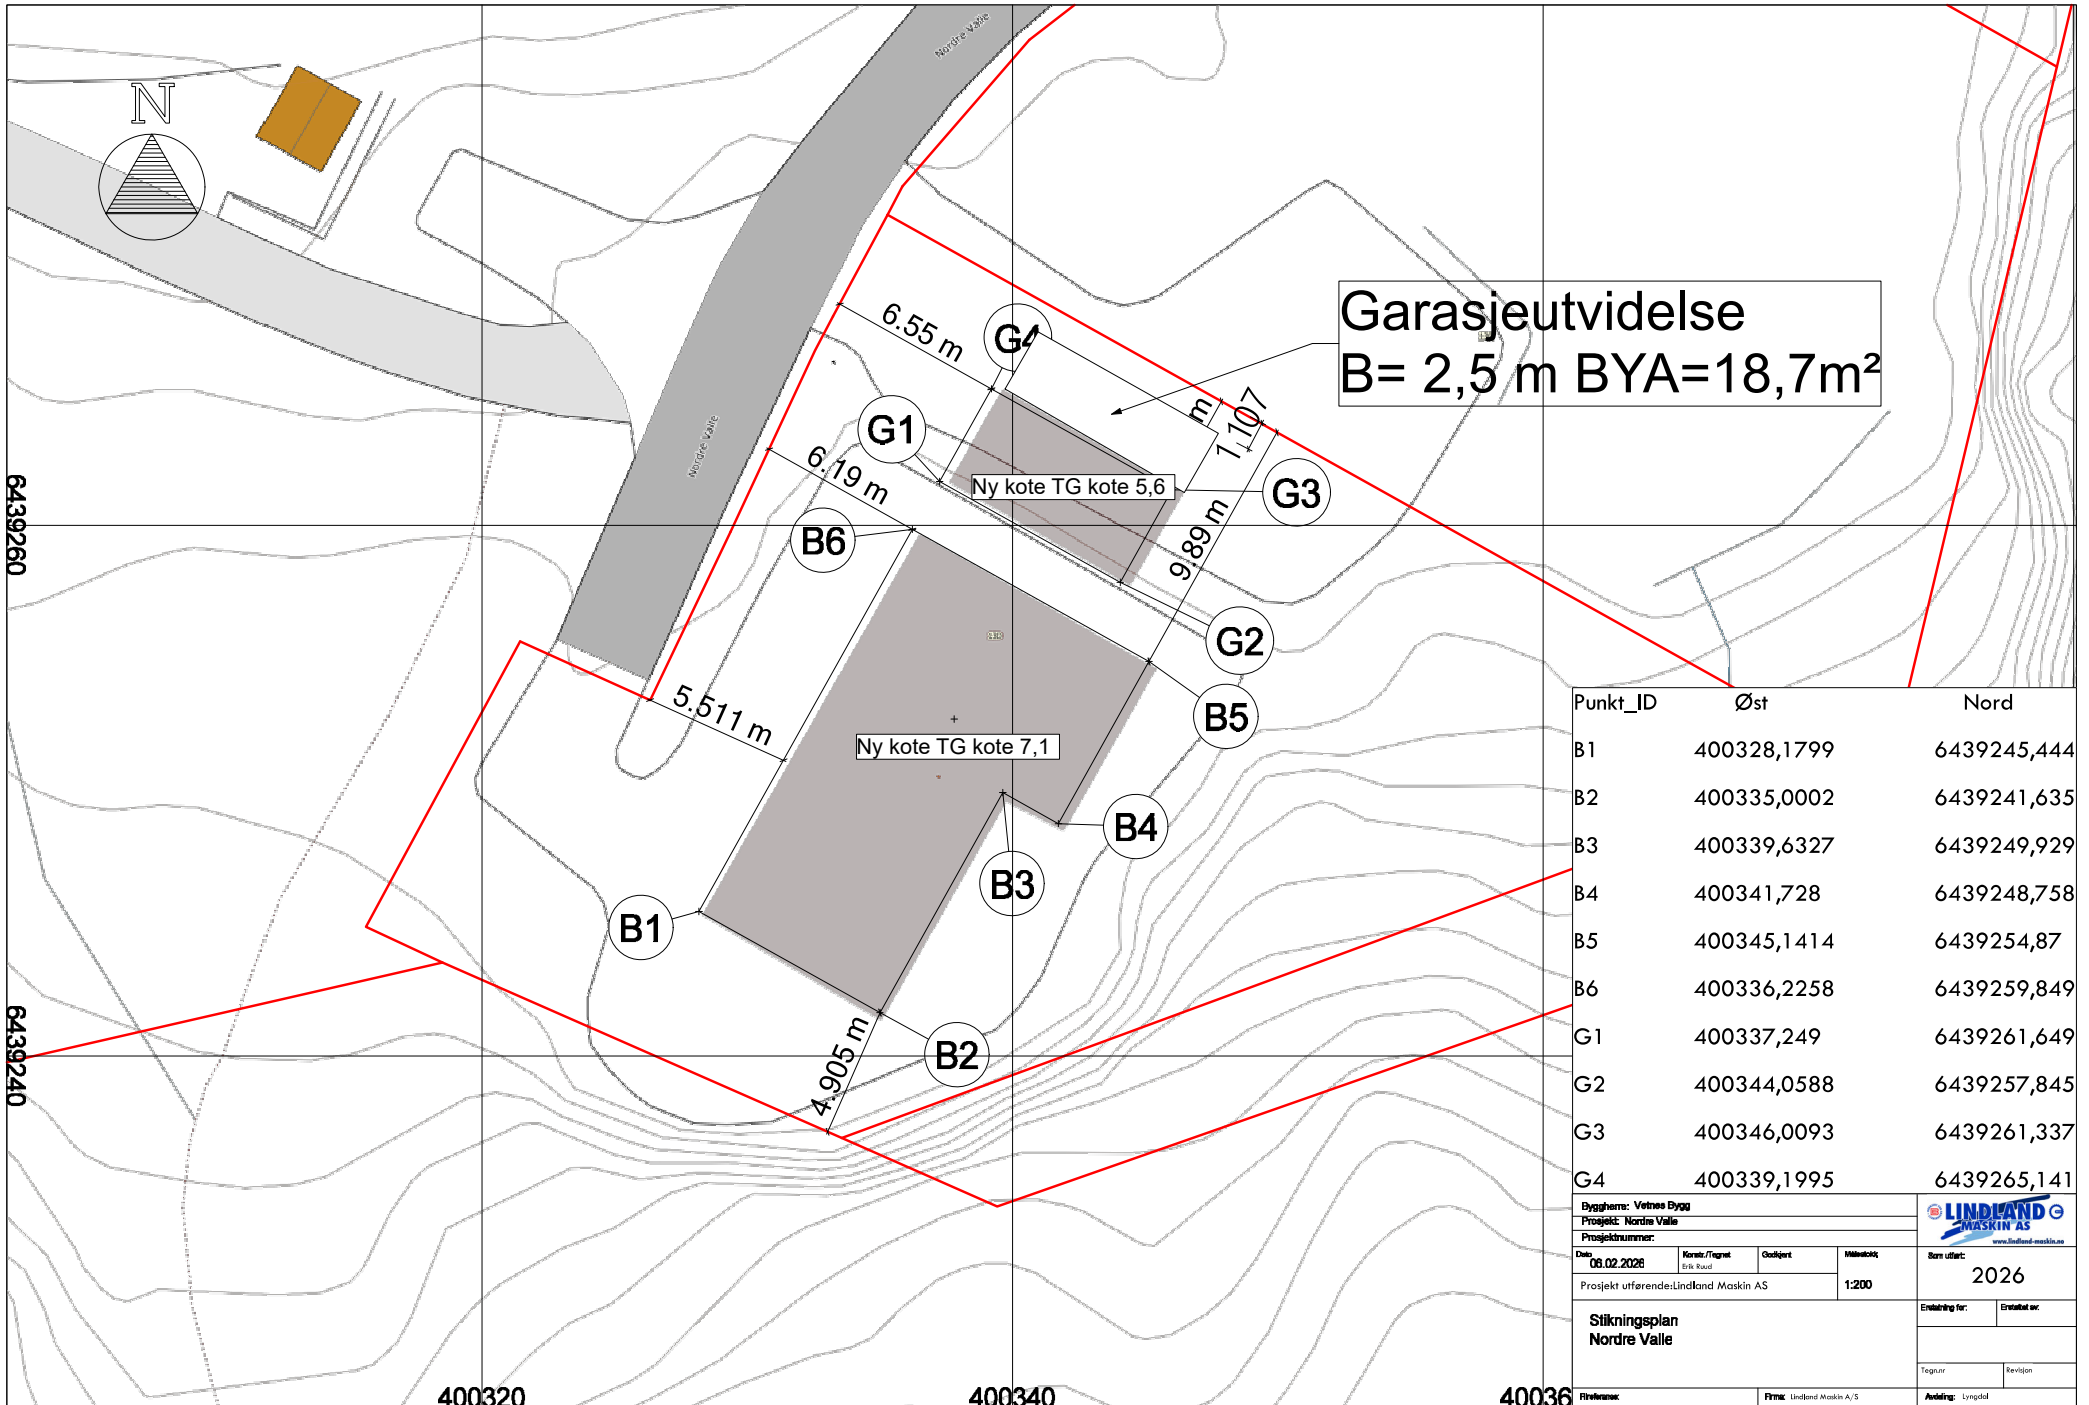 Nordre Valle
N
Garasjeutvidelse
B= 2,5 m BYA=18,7m²
6.55 m
G4
G1
1,107
m
6.19 m
Ny kote TG kote 5,6
G3
Nordre Valle
9.89 m
B6
G2
6439260
5.511 m
B5
Ny kote TG kote 7,1
B4
B3
B1
B2
4.905 m
6439240
400320
400340
40036
Punkt_ID Øst Nord
B1 400328,1799 6439245,444
B2 400335,0002 6439241,635
B3 400339,6327 6439249,929
B4 400341,728 6439248,758
B5 400345,1414 6439254,87
B6 400336,2258 6439259,849
G1 400337,249 6439261,649
G2 400344,0588 6439257,845
G3 400346,0093 6439261,337
G4 400339,1995 6439265,141
Byggherre: Vetnes Bygg
Prosjekt: Nordre Valle
Prosjektnummer:
LINDLAND
MASKIN AS
www.lindland-maskin.no
Dato Konstr./Tegnet Godkjent Målestokk
06.02.2026 Erik Ruud
Prosjekt utførende:Lindland Maskin AS 1:200
Som utført:
2026
Stikningsplan
Nordre Valle
Erstatning for: Erstattet av:
Tegn.nr Revisjon
Filreferanse: Firma: Lindland Maskin A/S Avdeling: Lyngdal